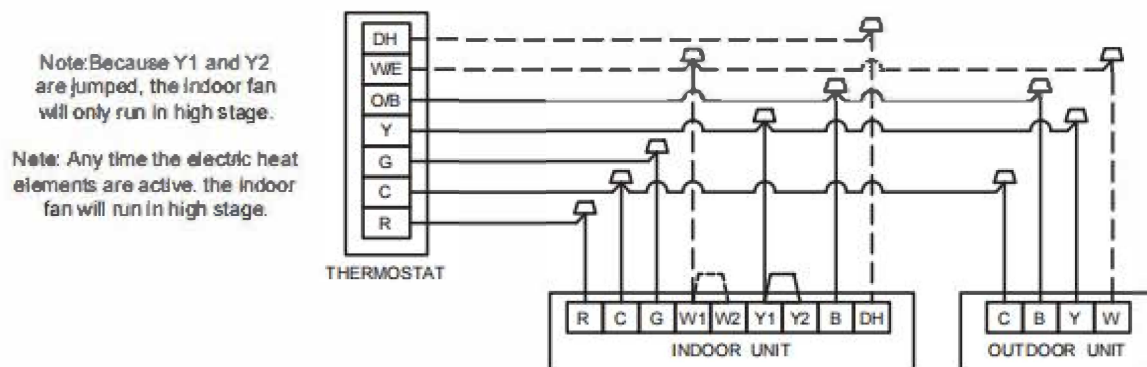 Note:Because Y1 and Y2
are jumped, the indoor fan
will only run in high stage.
Note: Any time the electric heat
elements are active. the indoor
fan will run in high stage.
DH
W/E
O/B
Y
G
C
R
THERMOSTAT
R C G W1 W2 Y1 Y2 B DH
INDOOR UNIT
C B Y W
OUTDOOR UNIT